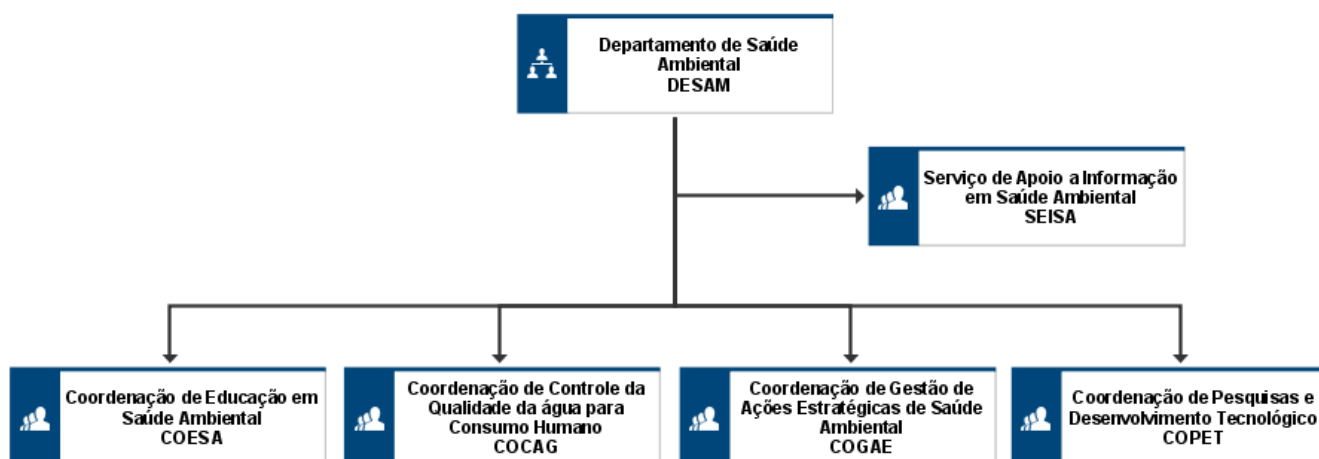 Departamento de Saúde
Ambiental
DESAM
Serviço de Apoio a Informação
em Saúde Ambiental
SEISA
Coordenação de Educação em
Saúde Ambiental
COESA
Coordenação de Controle da
Qualidade da água para
Consumo Humano
COCAG
Coordenação de Gestão de
Ações Estratégicas de Saúde
Ambiental
COGAE
Coordenação de Pesquisas e
Desenvolvimento Tecnológico
COPET